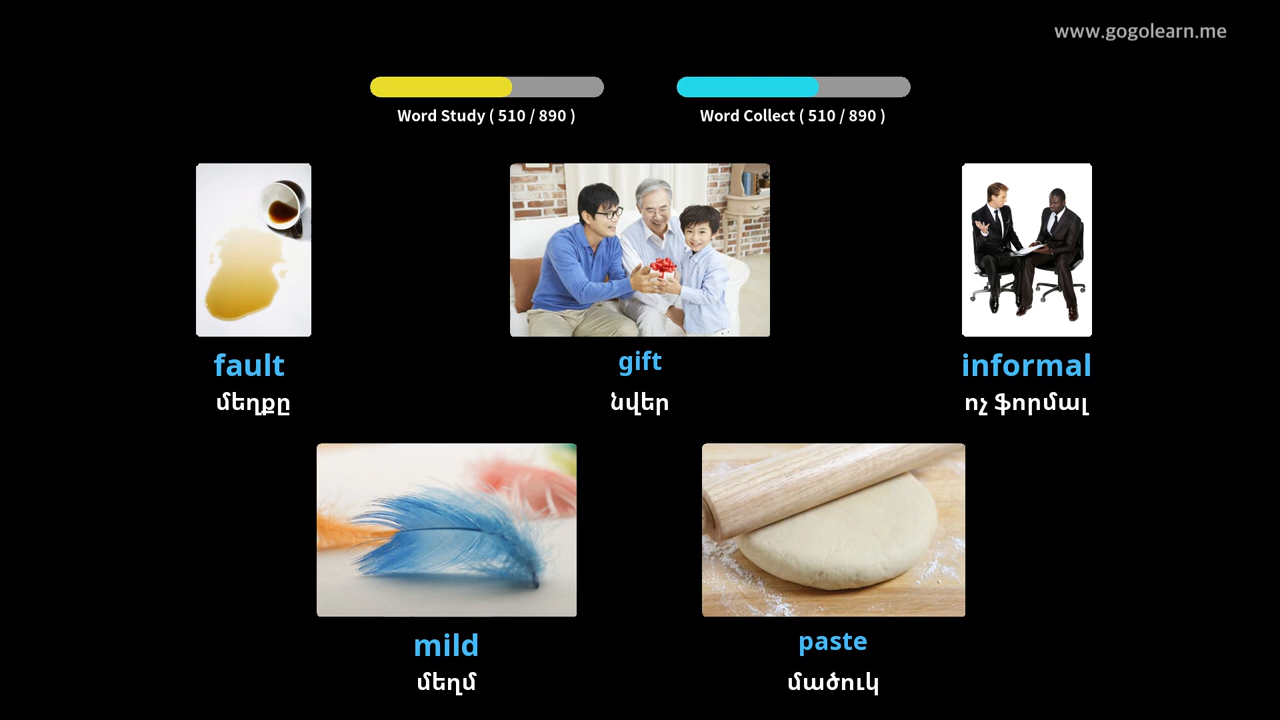 www.gogolearn.me
Word Study ( 510 / 890 )
Word Collect ( 510 / 890 )
fault
մեղքը
gift
նվեր
informal
ոչ ֆորմալ
mild
մեղմ
paste
մածուկ